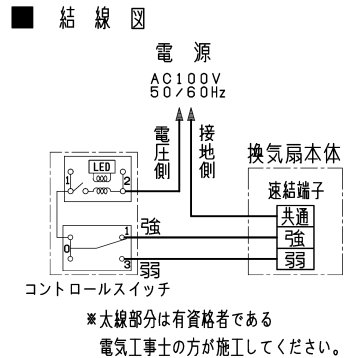 ■ 結線図
電源
AC100V
50/60Hz
電圧側
接地側
換気扇本体
LED
1
2
速結端子
共通
強
弱
0
1
3
強
弱
コントロールスイッチ
※太線部分は有資格者である
電気工事士の方が施工してください。